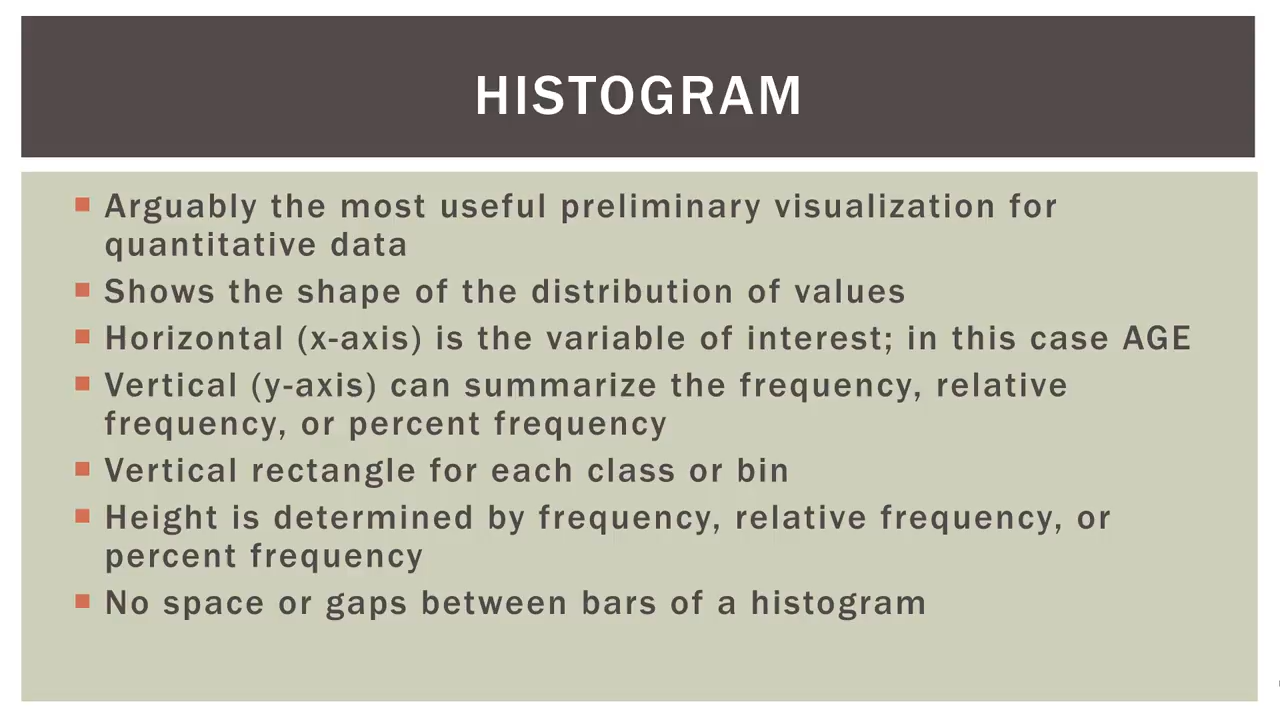 HISTOGRAM
Arguably the most useful preliminary visualization for
quantitative data
Shows the shape of the distribution of values
Horizontal (x-axis) is the variable of interest; in this case AGE
Vertical (y-axis) can summarize the frequency, relative
frequency, or percent frequency
Vertical rectangle for each class or bin
Height is determined by frequency, relative frequency, or
percent frequency
No space or gaps between bars of a histogram